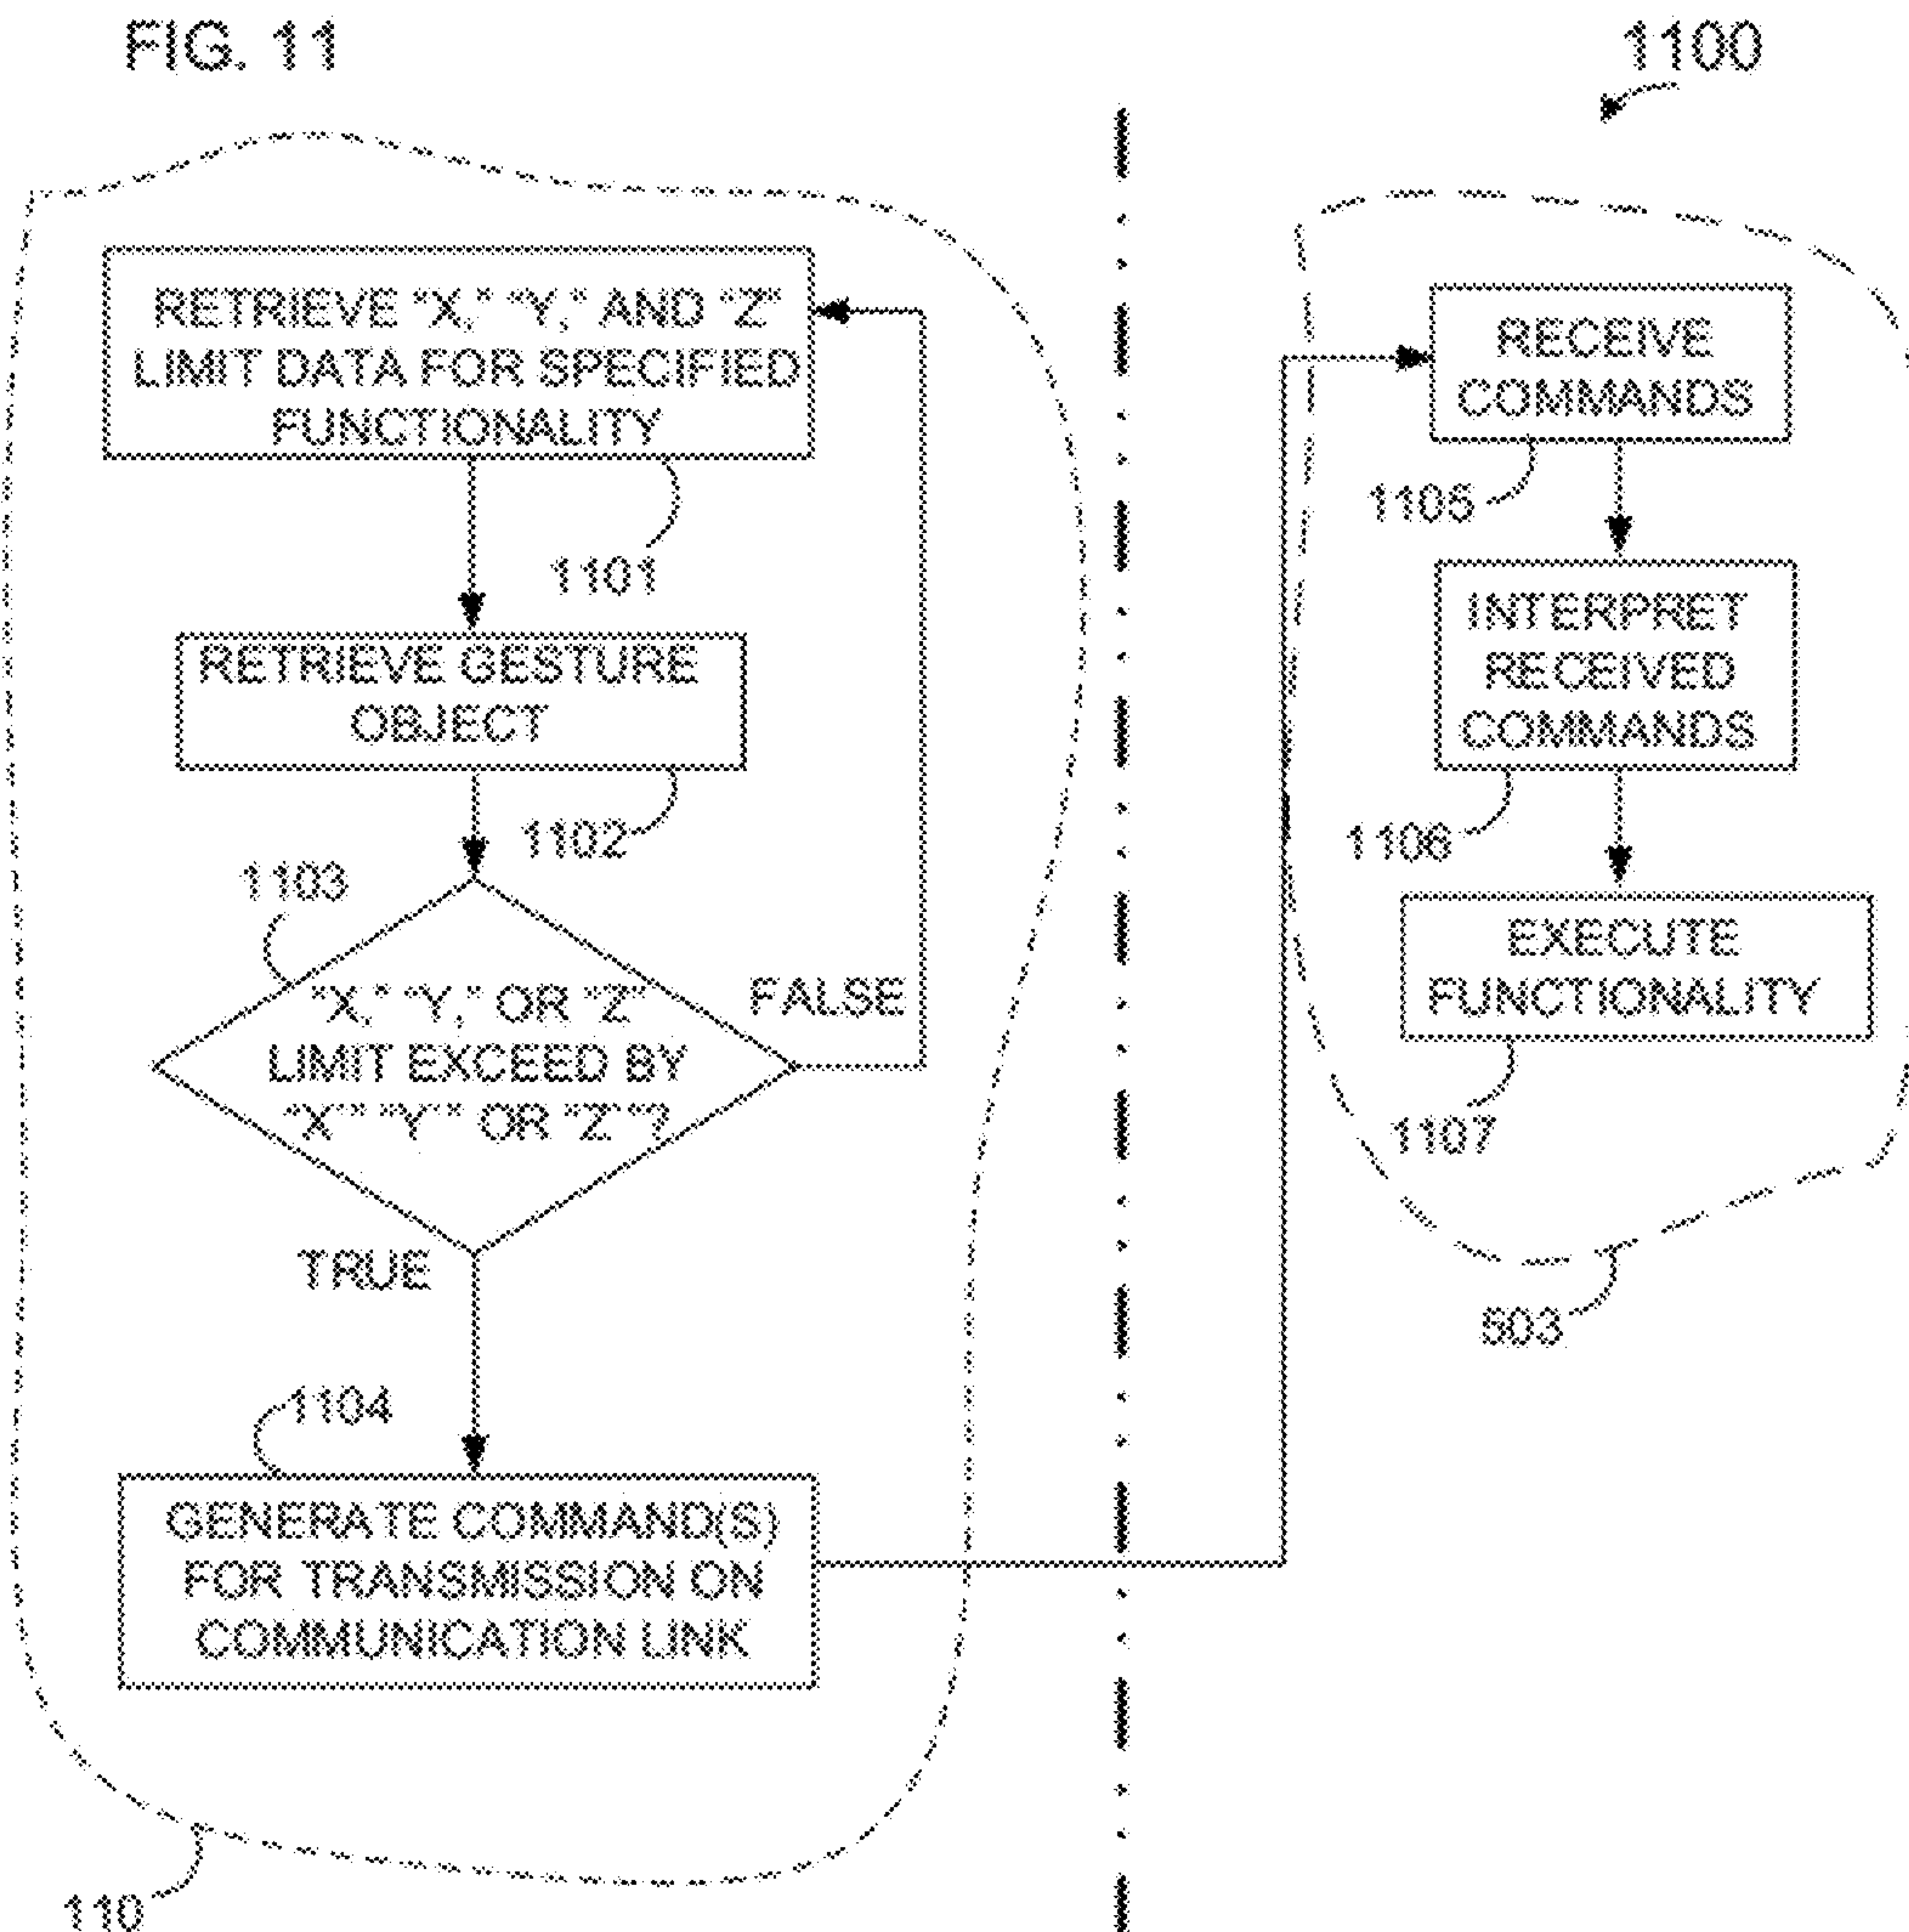 FIG. 11
1100
RETRIEVE "X," "Y," AND "Z"
LIMIT DATA FOR SPECIFIED
FUNCTIONALITY
1101
RETRIEVE GESTURE
OBJECT
1102
1103
"X," "Y," OR "Z"
LIMIT EXCEED BY
"X'" "Y'" OR "Z'"?
FALSE
TRUE
1104
GENERATE COMMAND(S)
FOR TRANSMISSION ON
COMMUNICATION LINK
110
RECEIVE
COMMANDS
1105
INTERPRET
RECEIVED
COMMANDS
1106
EXECUTE
FUNCTIONALITY
1107